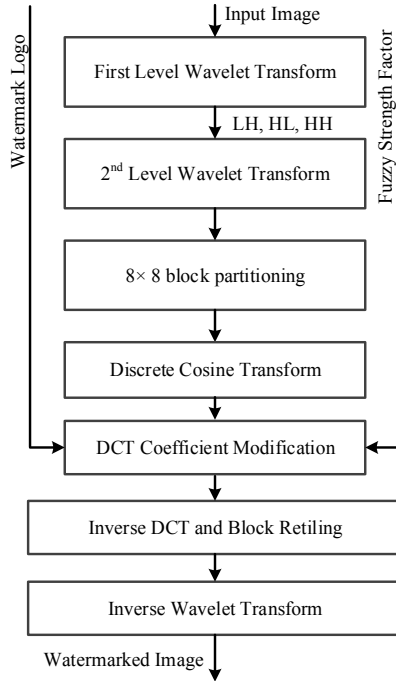 Input Image
Watermark Logo
Fuzzy Strength Factor
First Level Wavelet Transform
LH, HL, HH
2nd Level Wavelet Transform
8× 8 block partitioning
Discrete Cosine Transform
DCT Coefficient Modification
Inverse DCT and Block Retiling
Inverse Wavelet Transform
Watermarked Image